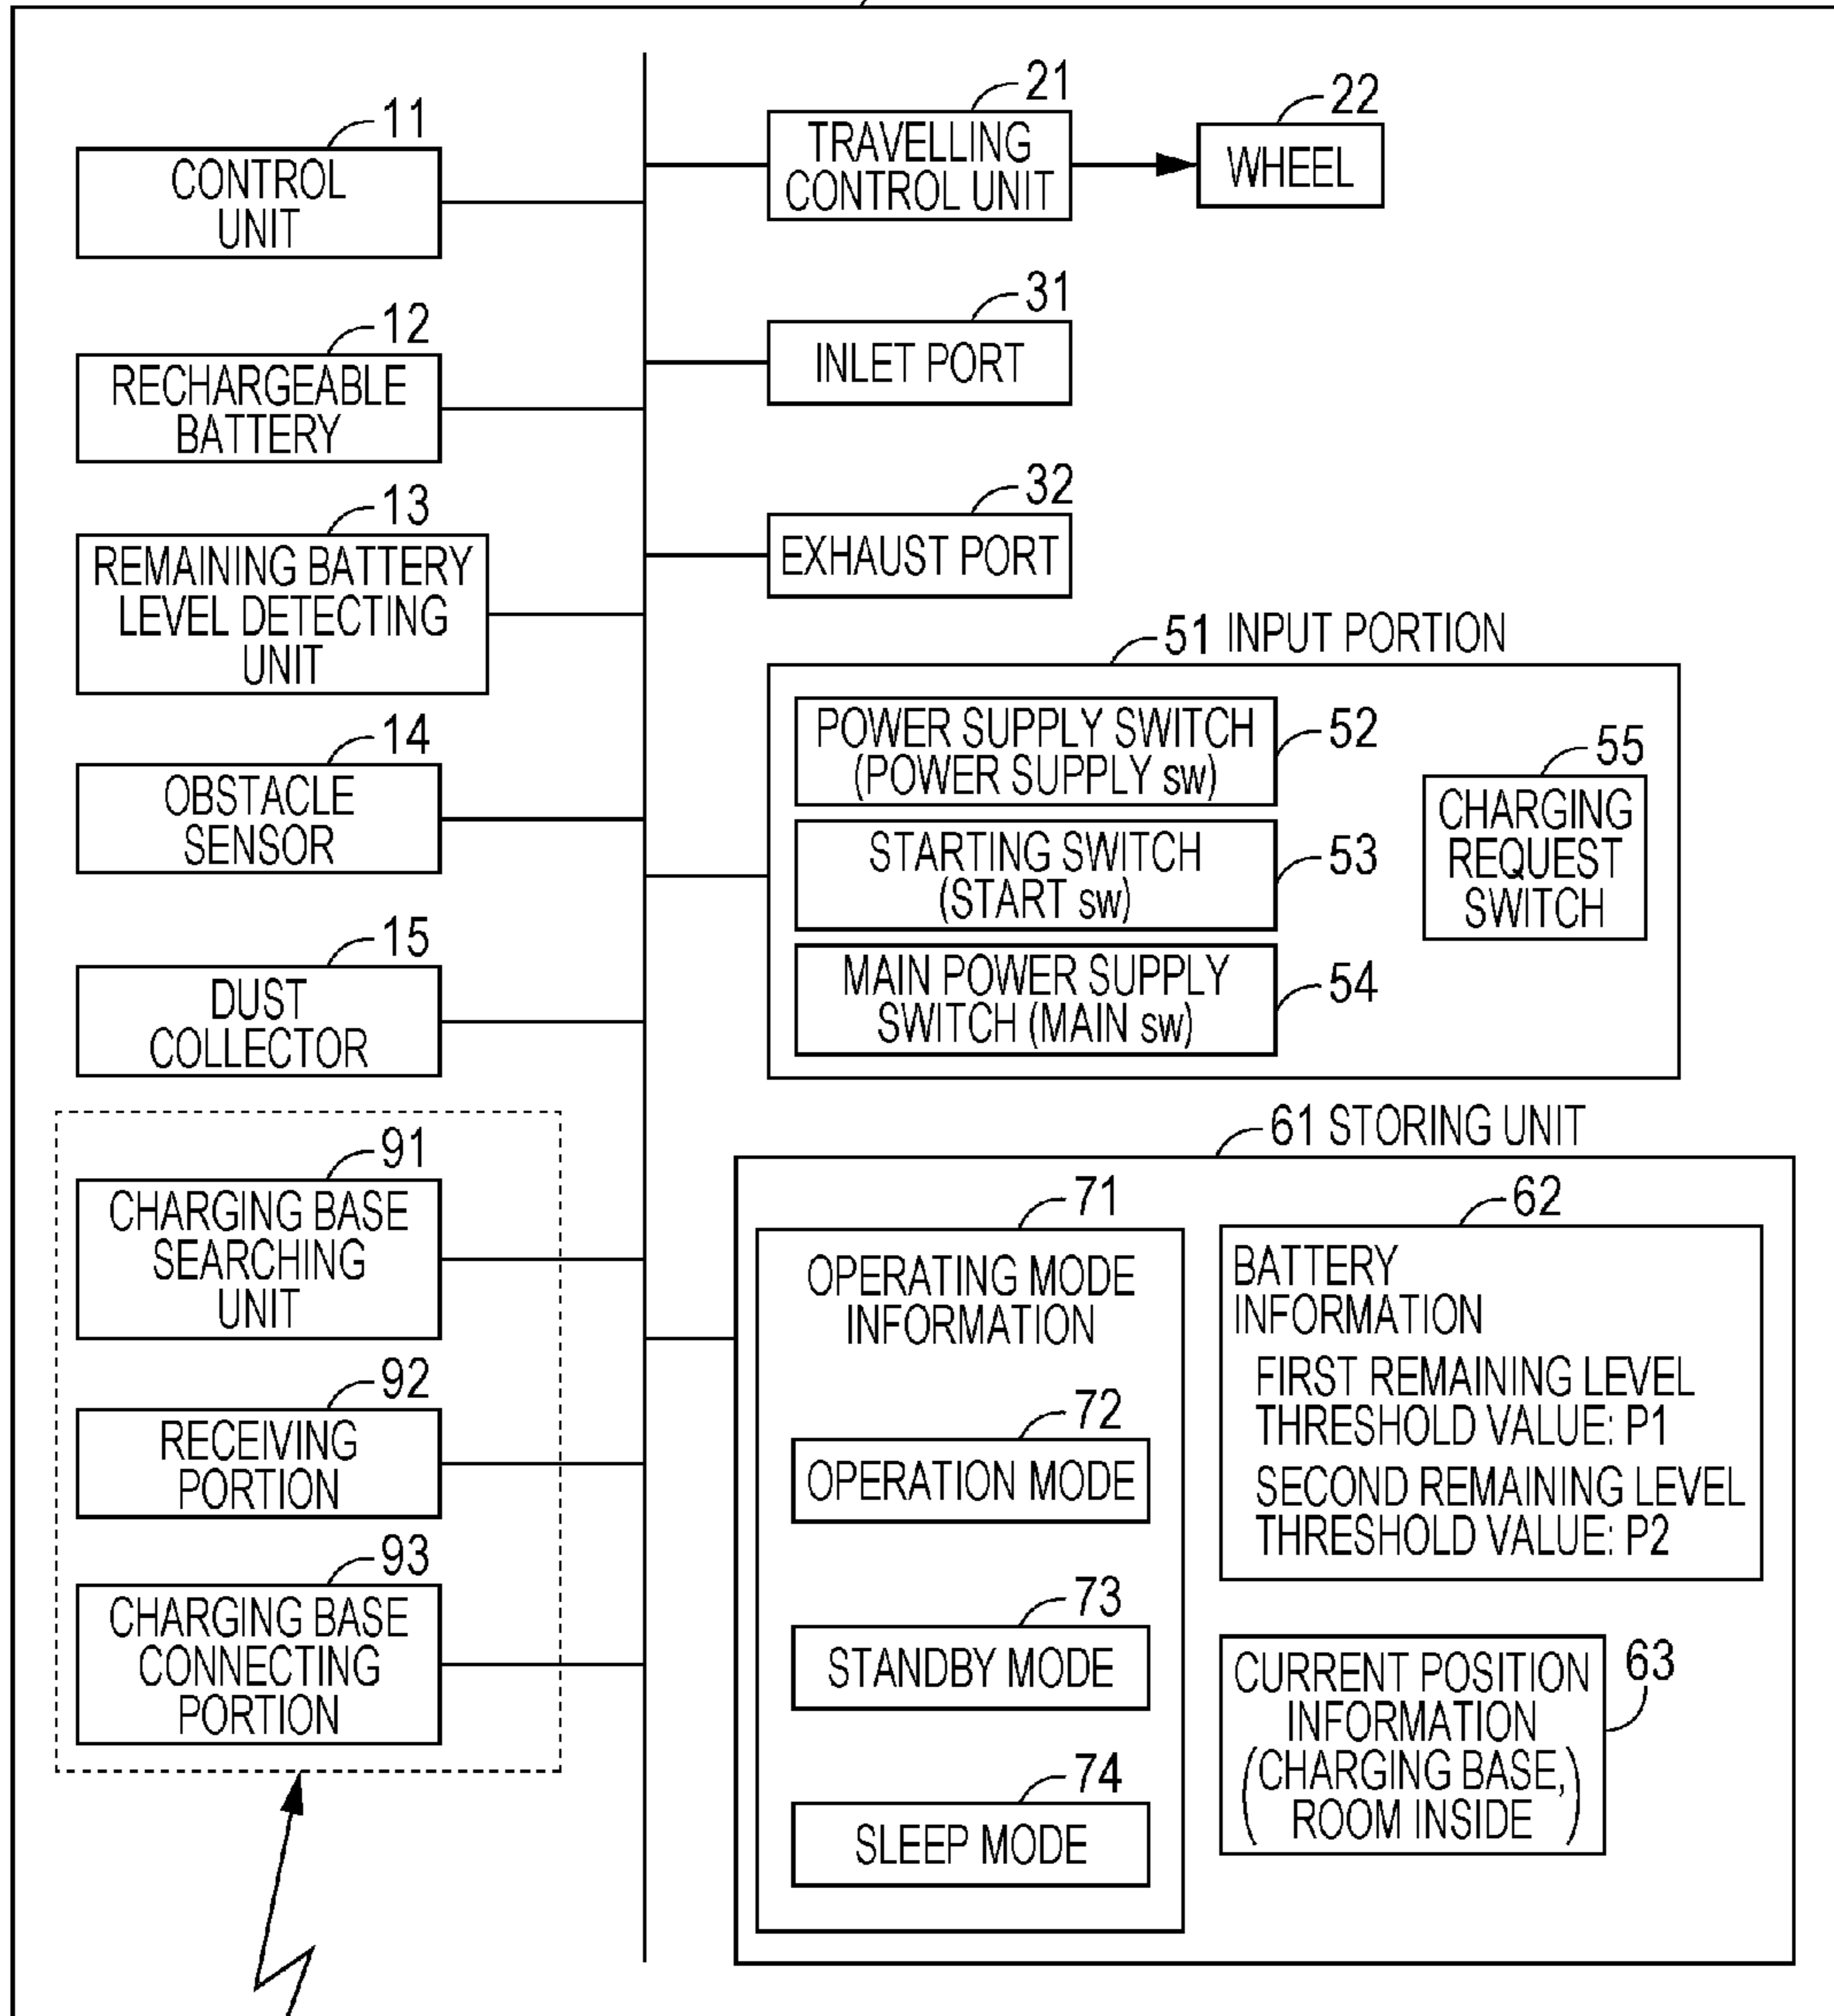 11
CONTROL
UNIT
12
RECHARGEABLE
BATTERY
13
REMAINING BATTERY
LEVEL DETECTING
UNIT
14
OBSTACLE
SENSOR
15
DUST
COLLECTOR
91
CHARGING BASE
SEARCHING
UNIT
92
RECEIVING
PORTION
93
CHARGING BASE
CONNECTING
PORTION
21
TRAVELLING
CONTROL UNIT
22
WHEEL
31
INLET PORT
32
EXHAUST PORT
51 INPUT PORTION
POWER SUPPLY SWITCH
(POWER SUPPLY sw)
52
STARTING SWITCH
(START sw)
53
MAIN POWER SUPPLY
SWITCH (MAIN sw)
54
55
CHARGING
REQUEST
SWITCH
61 STORING UNIT
71
OPERATING MODE
INFORMATION
72
OPERATION MODE
73
STANDBY MODE
74
SLEEP MODE
62
BATTERY
INFORMATION
FIRST REMAINING LEVEL
THRESHOLD VALUE: P1
SECOND REMAINING LEVEL
THRESHOLD VALUE: P2
63
CURRENT POSITION
INFORMATION
(CHARGING BASE,
ROOM INSIDE)